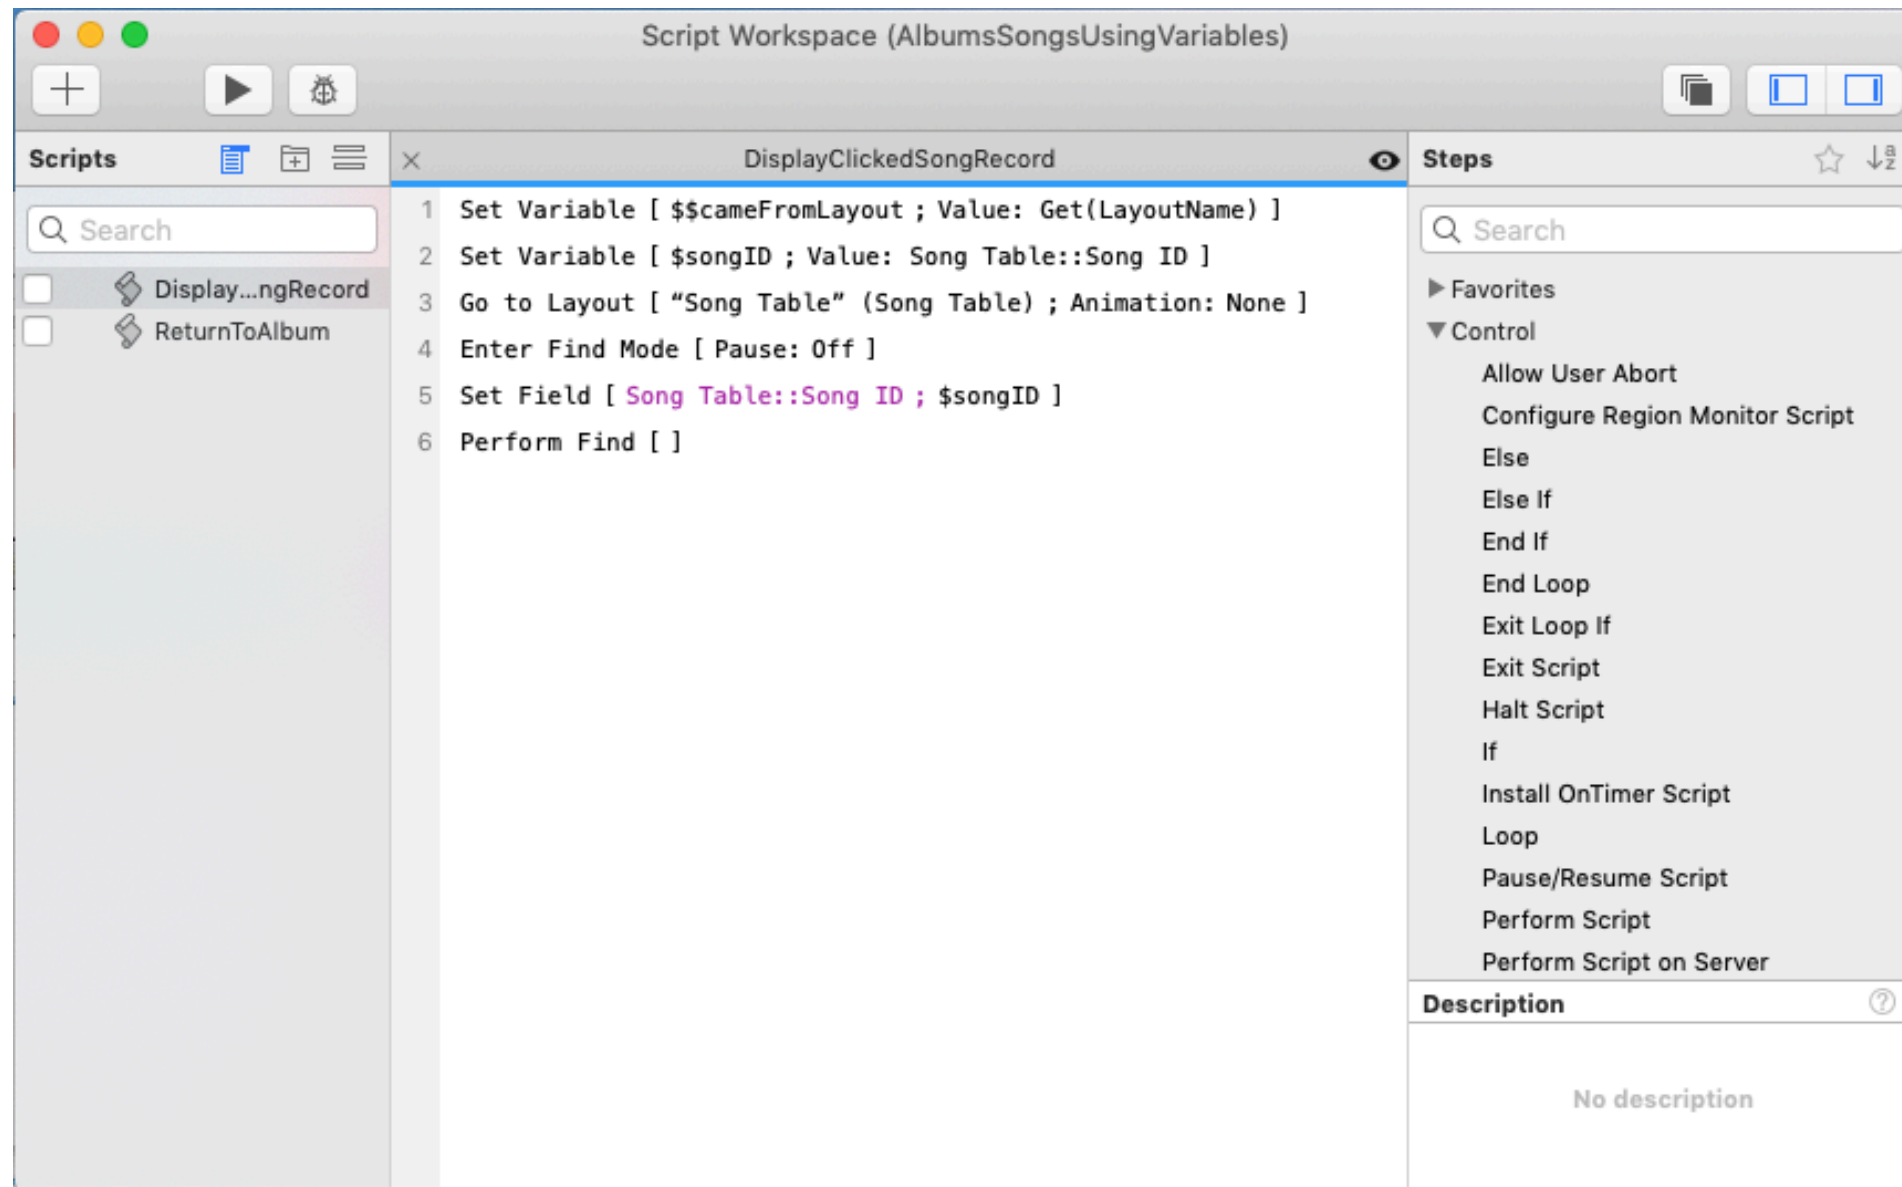 Script Workspace (AlbumsSongsUsingVariables)
Scripts
Search
Display...ngRecord
ReturnToAlbum
DisplayClickedSongRecord
1 Set Variable [ $$cameFromLayout ; Value: Get(LayoutName) ]
2 Set Variable [ $songID ; Value: Song Table::Song ID ]
3 Go to Layout [ “Song Table” (Song Table) ; Animation: None ]
4 Enter Find Mode [ Pause: Off ]
5 Set Field [ Song Table::Song ID ; $songID ]
6 Perform Find [ ]
Steps
Search
Favorites
Control
Allow User Abort
Configure Region Monitor Script
Else
Else If
End If
End Loop
Exit Loop If
Exit Script
Halt Script
If
Install OnTimer Script
Loop
Pause/Resume Script
Perform Script
Perform Script on Server
Description
No description